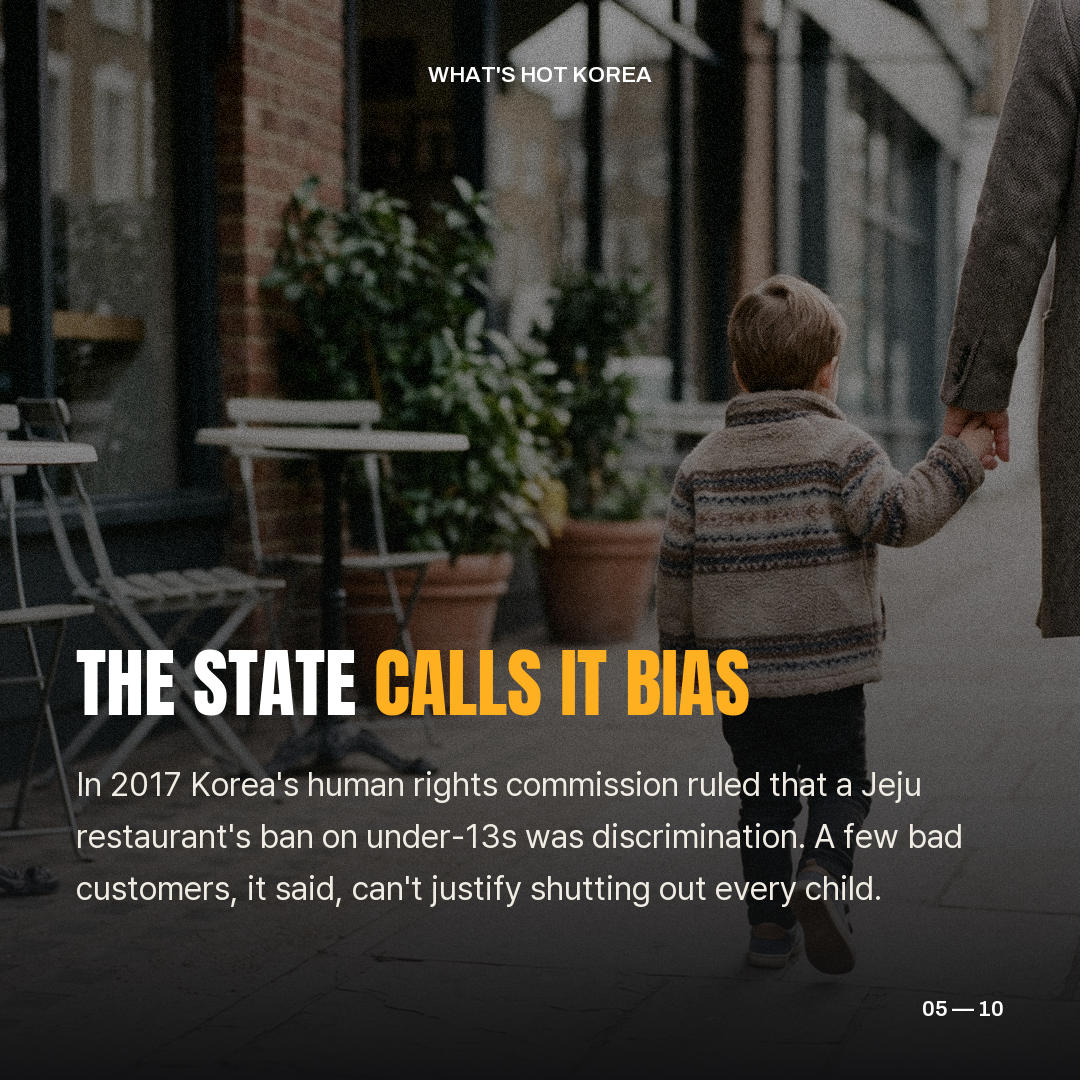 WHAT'S HOT KOREA
THE STATE CALLS IT BIAS
In 2017 Korea's human rights commission ruled that a Jeju
restaurant's ban on under-13s was discrimination. A few bad
customers, it said, can't justify shutting out every child.
05 — 10